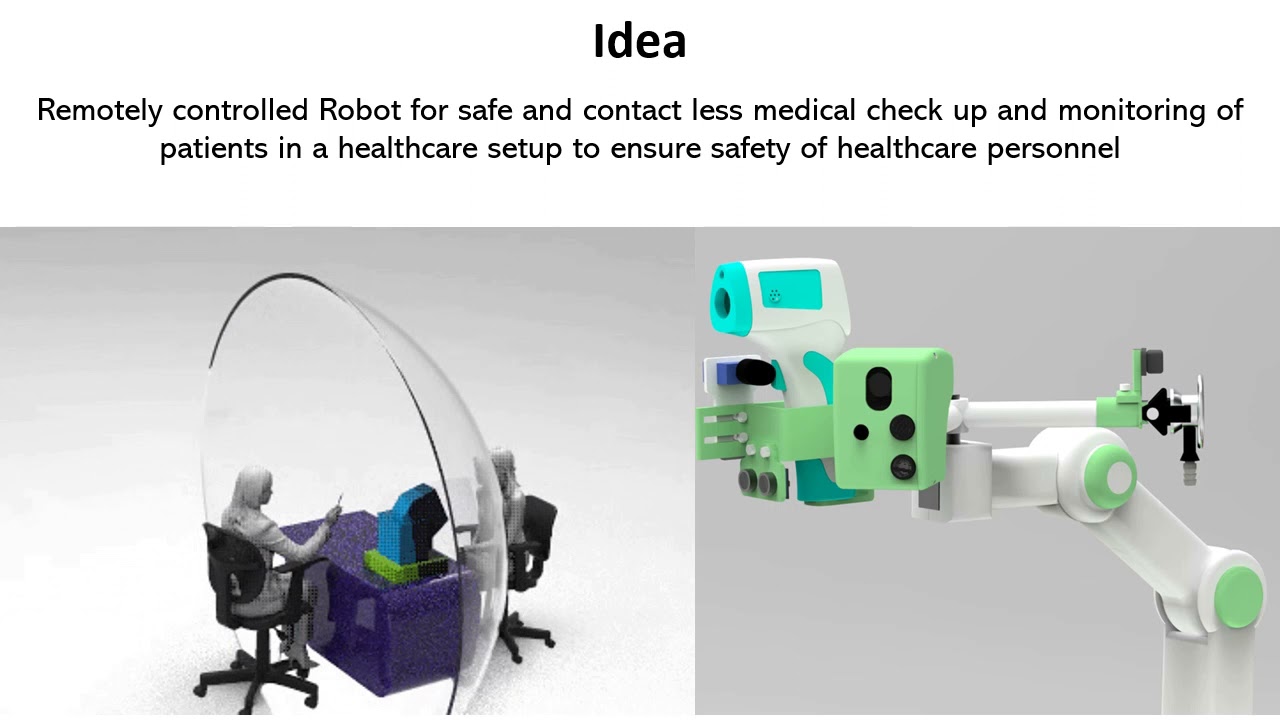 Idea
Remotely controlled Robot for safe and contact less medical check up and monitoring of
patients in a healthcare setup to ensure safety of healthcare personnel